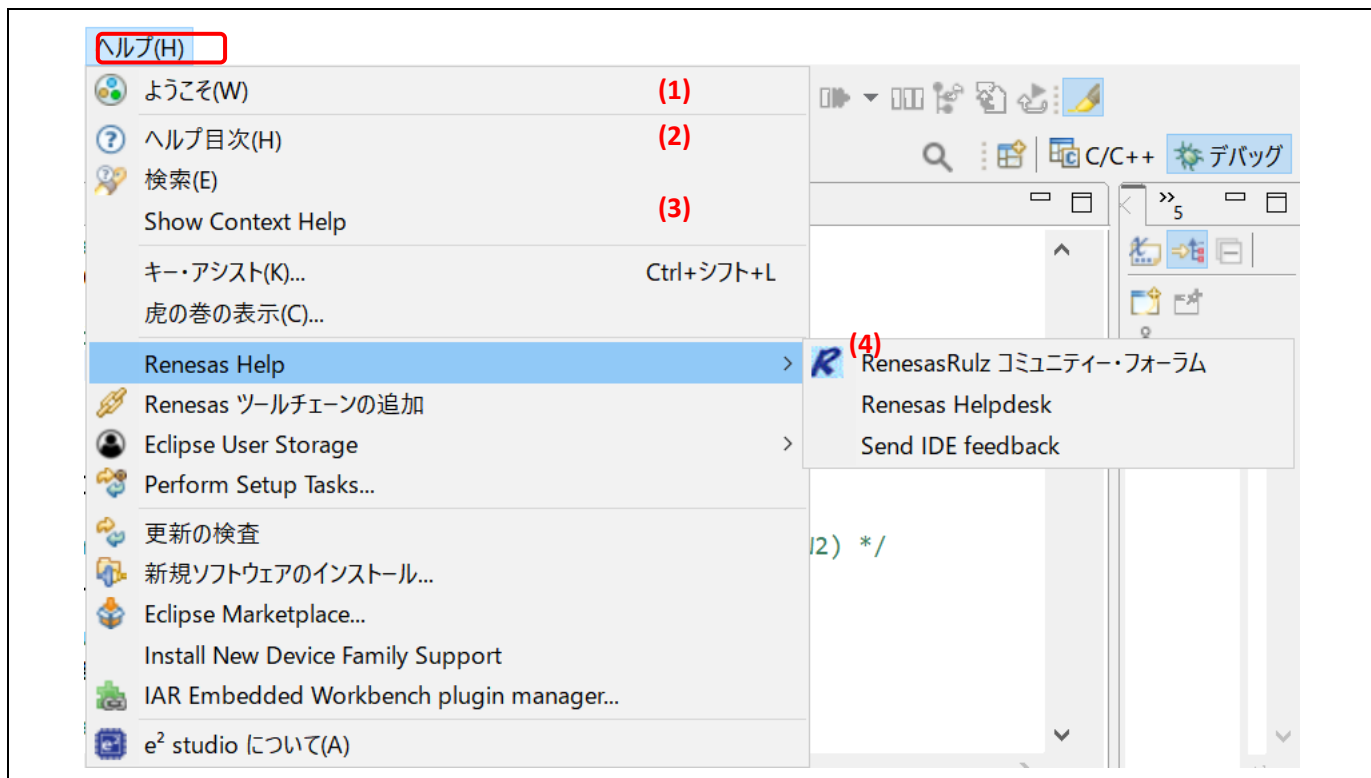 ヘルプ(H)
ようこそ(W) (1)
ヘルプ目次(H) (2)
検索(E)
Show Context Help (3)
キー・アシスト(K)... Ctrl+シフト+L
虎の巻の表示(C)...
Renesas Help
Renesas ツールチェーンの追加
Eclipse User Storage
Perform Setup Tasks...
更新の検査
新規ソフトウェアのインストール...
Eclipse Marketplace...
Install New Device Family Support
IAR Embedded Workbench plugin manager...
e² studio について(A)
(4)
RenesasRulz コミュニティー・フォーラム
Renesas Helpdesk
Send IDE feedback
C/C++ デバッグ
»5
2) */